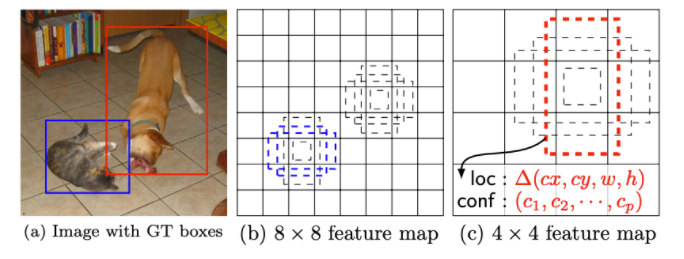 loc : Δ(cx, cy, w, h)
conf : (c₁, c₂, ⋯, cₚ)
(a) Image with GT boxes
(b) 8 × 8 feature map
(c) 4 × 4 feature map